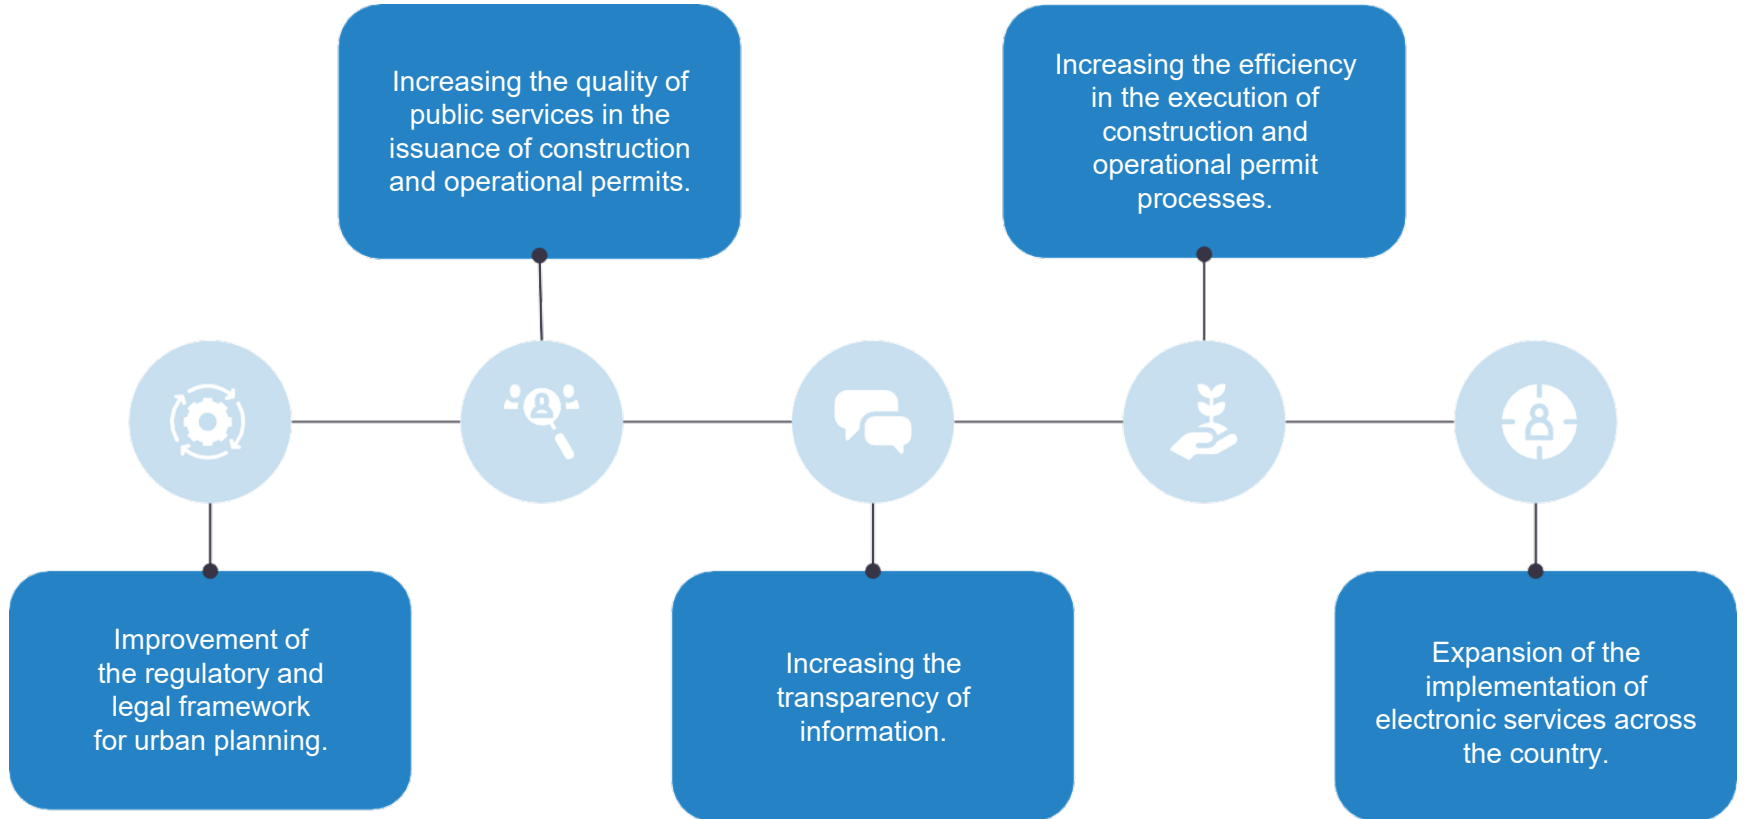 Increasing the quality of
public services in the
issuance of construction
and operational permits.
Increasing the efficiency
in the execution of
construction and
operational permit
processes.
Improvement of
the regulatory and
legal framework
for urban planning.
Increasing the
transparency of
information.
Expansion of the
implementation of
electronic services across
the country.